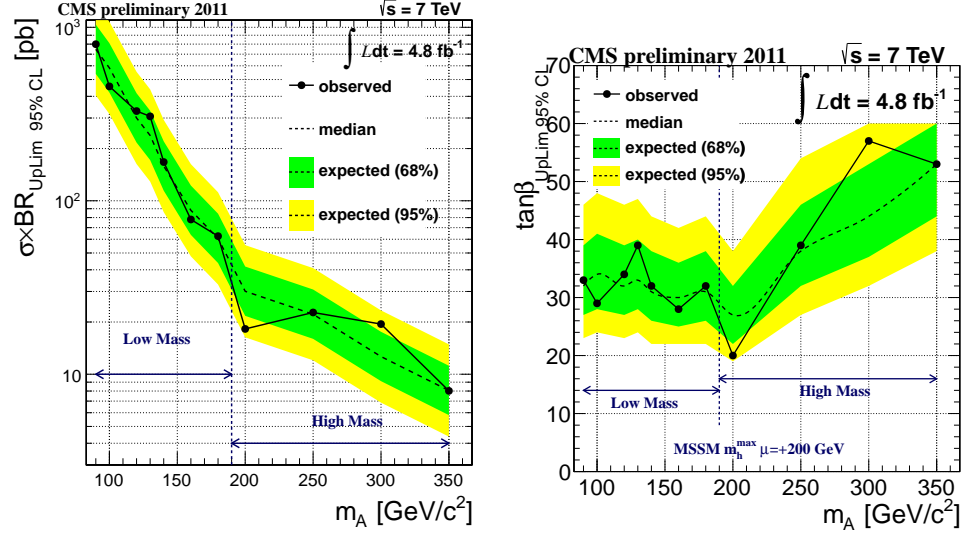 CMS preliminary 2011 √s = 7 TeV
σ×BR UpLim 95% CL [pb]
10³
10²
10
∫ Ldt = 4.8 fb⁻¹
observed
median
expected (68%)
expected (95%)
Low Mass
High Mass
100 150 200 250 300 350
m_A [GeV/c²]
CMS preliminary 2011 √s = 7 TeV
tanβ UpLim 95% CL
70
60
50
40
30
20
10
0
∫ Ldt = 4.8 fb⁻¹
observed
median
expected (68%)
expected (95%)
High Mass
Low Mass
MSSM m_h^max μ=+200 GeV
100 150 200 250 300 350
m_A [GeV/c²]